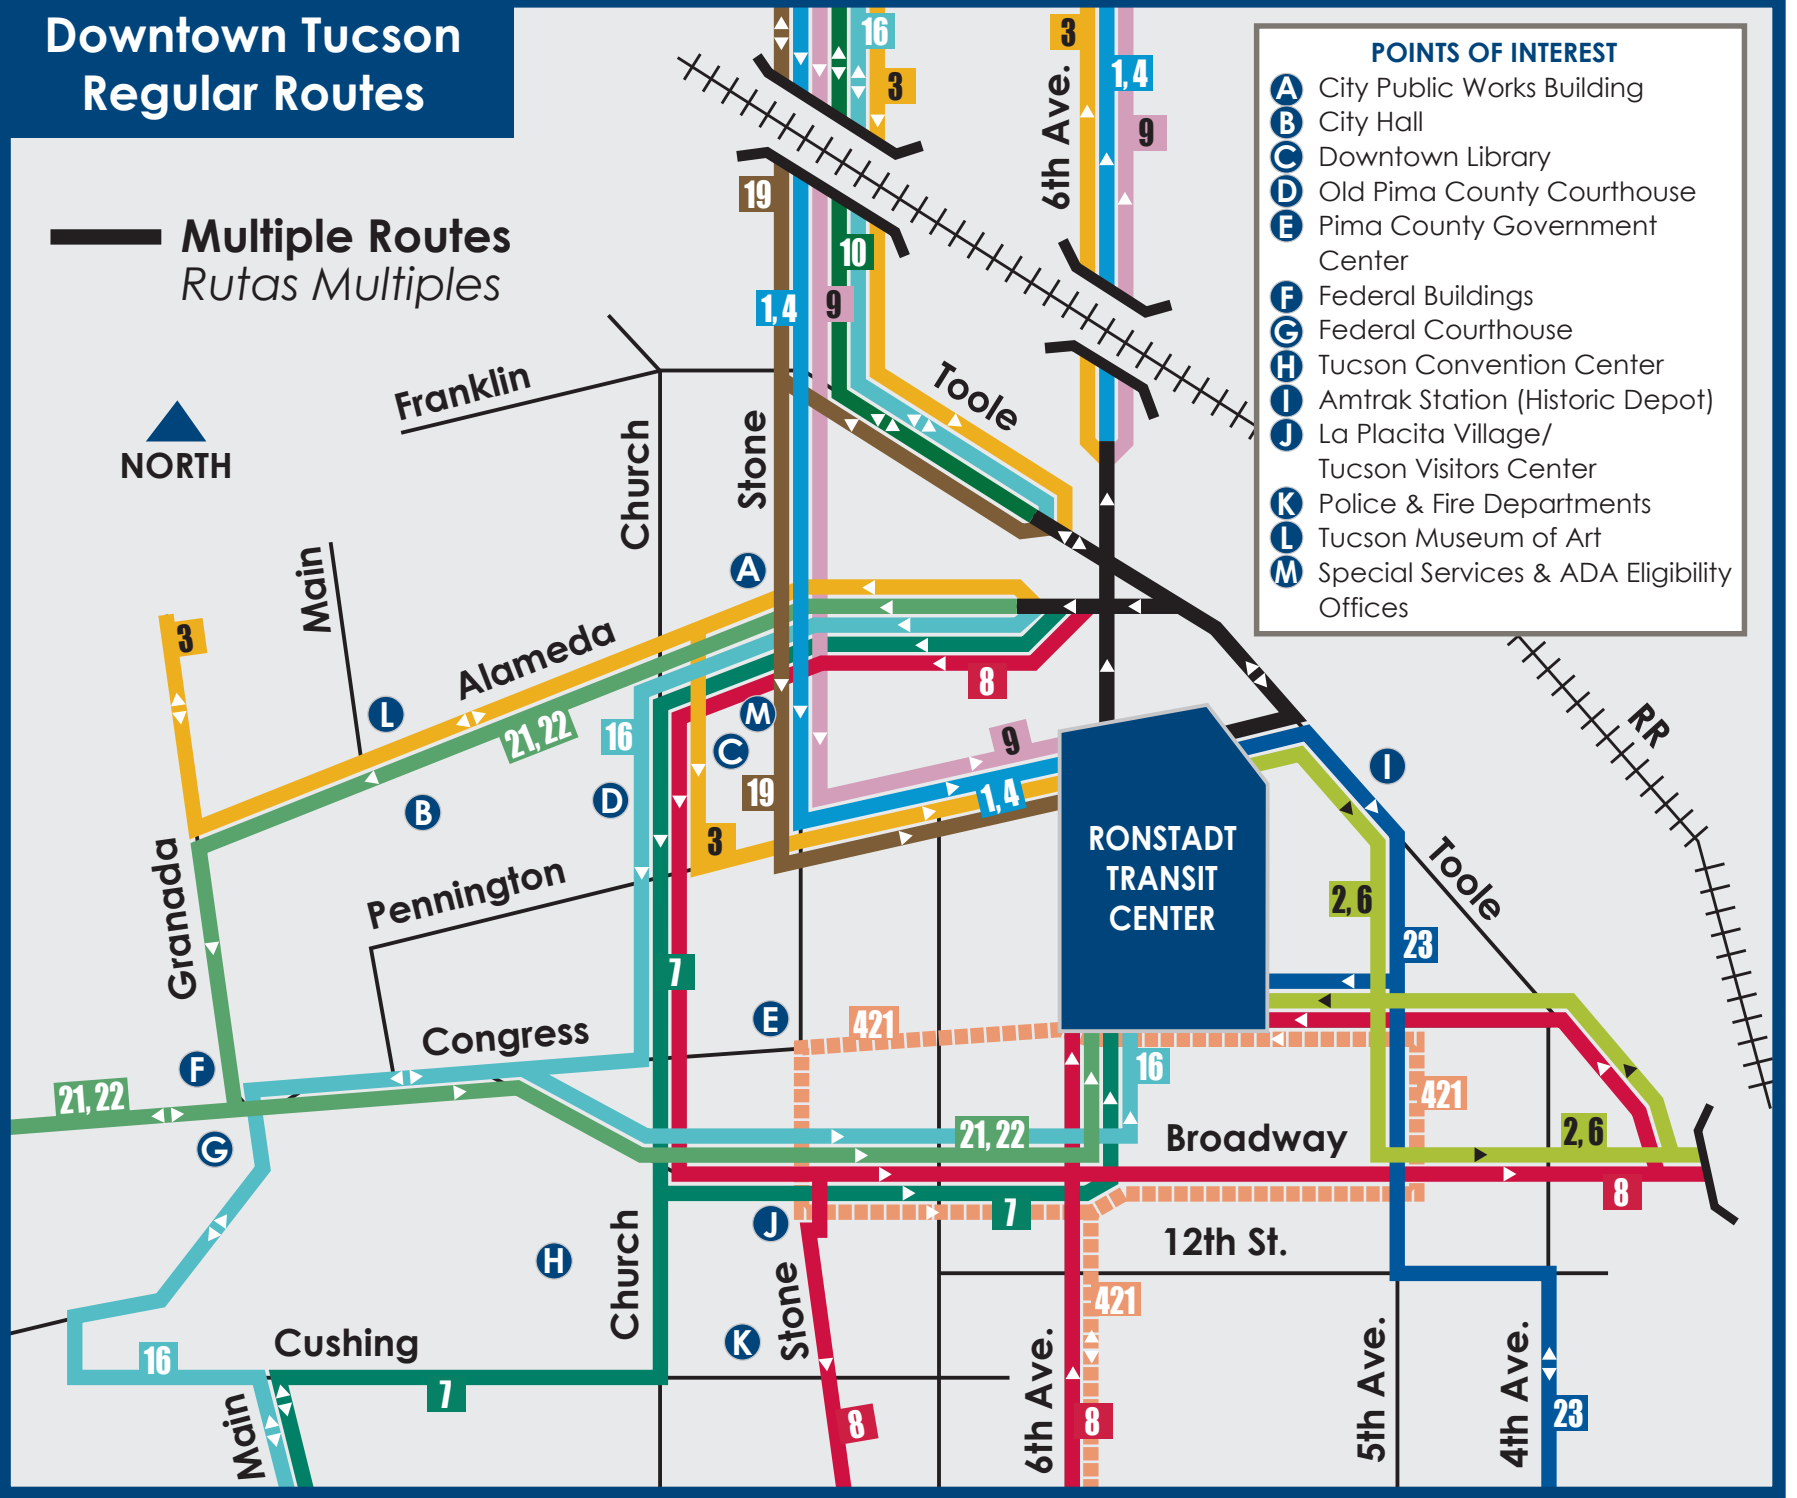 Downtown Tucson
Regular Routes
Multiple Routes
Rutas Multiples
NORTH
POINTS OF INTEREST
A City Public Works Building
B City Hall
C Downtown Library
D Old Pima County Courthouse
E Pima County Government
Center
F Federal Buildings
G Federal Courthouse
H Tucson Convention Center
I Amtrak Station (Historic Depot)
J La Placita Village/
Tucson Visitors Center
K Police & Fire Departments
L Tucson Museum of Art
M Special Services & ADA Eligibility
Offices
16
3
3
6th Ave.
1, 4
9
19
10
1, 4
9
Toole
Franklin
Church
Stone
Main
A
3
Alameda
L
21, 22
16
M
C
8
9
RR
I
B
D
19
1, 4
3
RONSTADT
TRANSIT
CENTER
Granada
Pennington
2, 6
Toole
23
7
E
421
Congress
F
16
421
21, 22
21, 22
Broadway
2, 6
G
8
7
J
12th St.
H
Church
Stone
421
K
Cushing
16
7
Main
8
6th Ave.
8
5th Ave.
4th Ave.
23